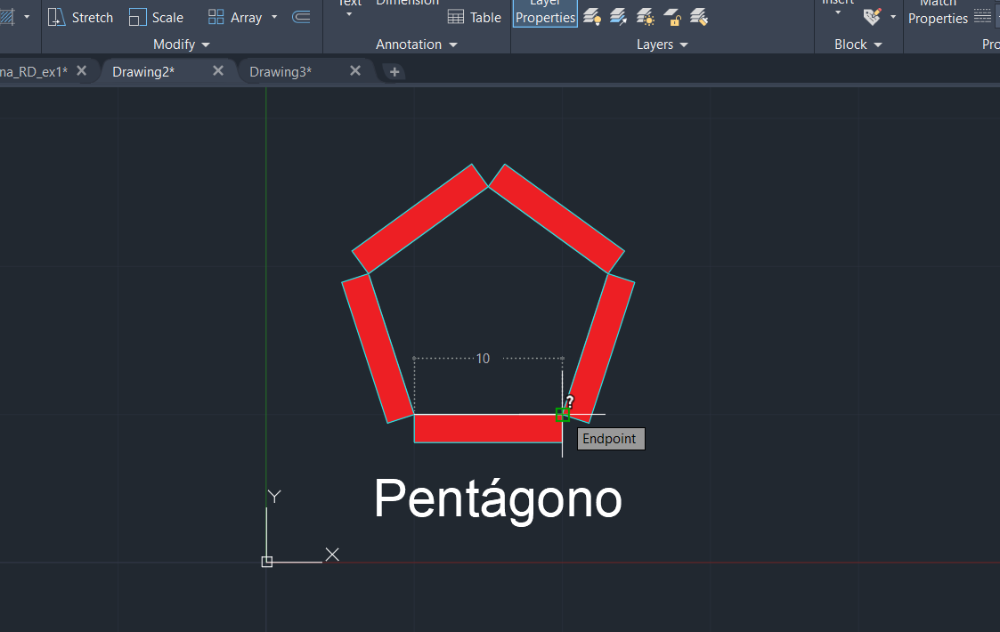 Text Dimension Layer Insert Match
Stretch Scale Array Table Properties Properties
Modify Annotation Layers Block
na_RD_ex1* Drawing2* Drawing3*
10
?
Endpoint
Pentágono
Y
X